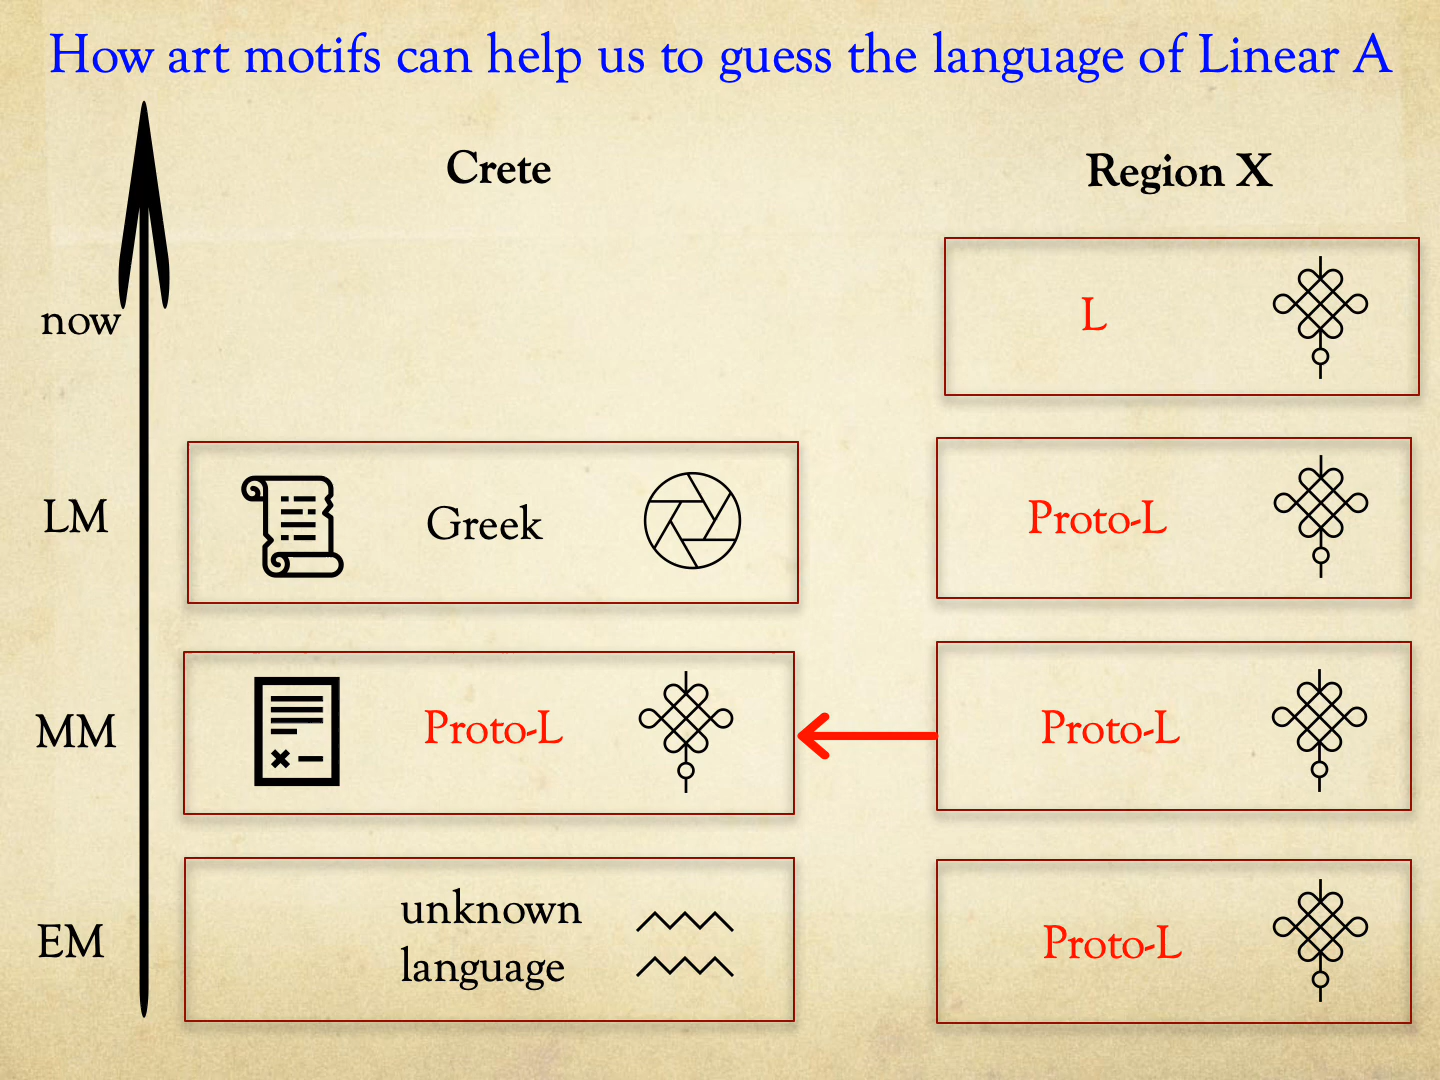 How art motifs can help us to guess the language of Linear A
Crete
Region X
now
L
LM
Greek
Proto-L
MM
Proto-L
Proto-L
EM
unknown
language
Proto-L